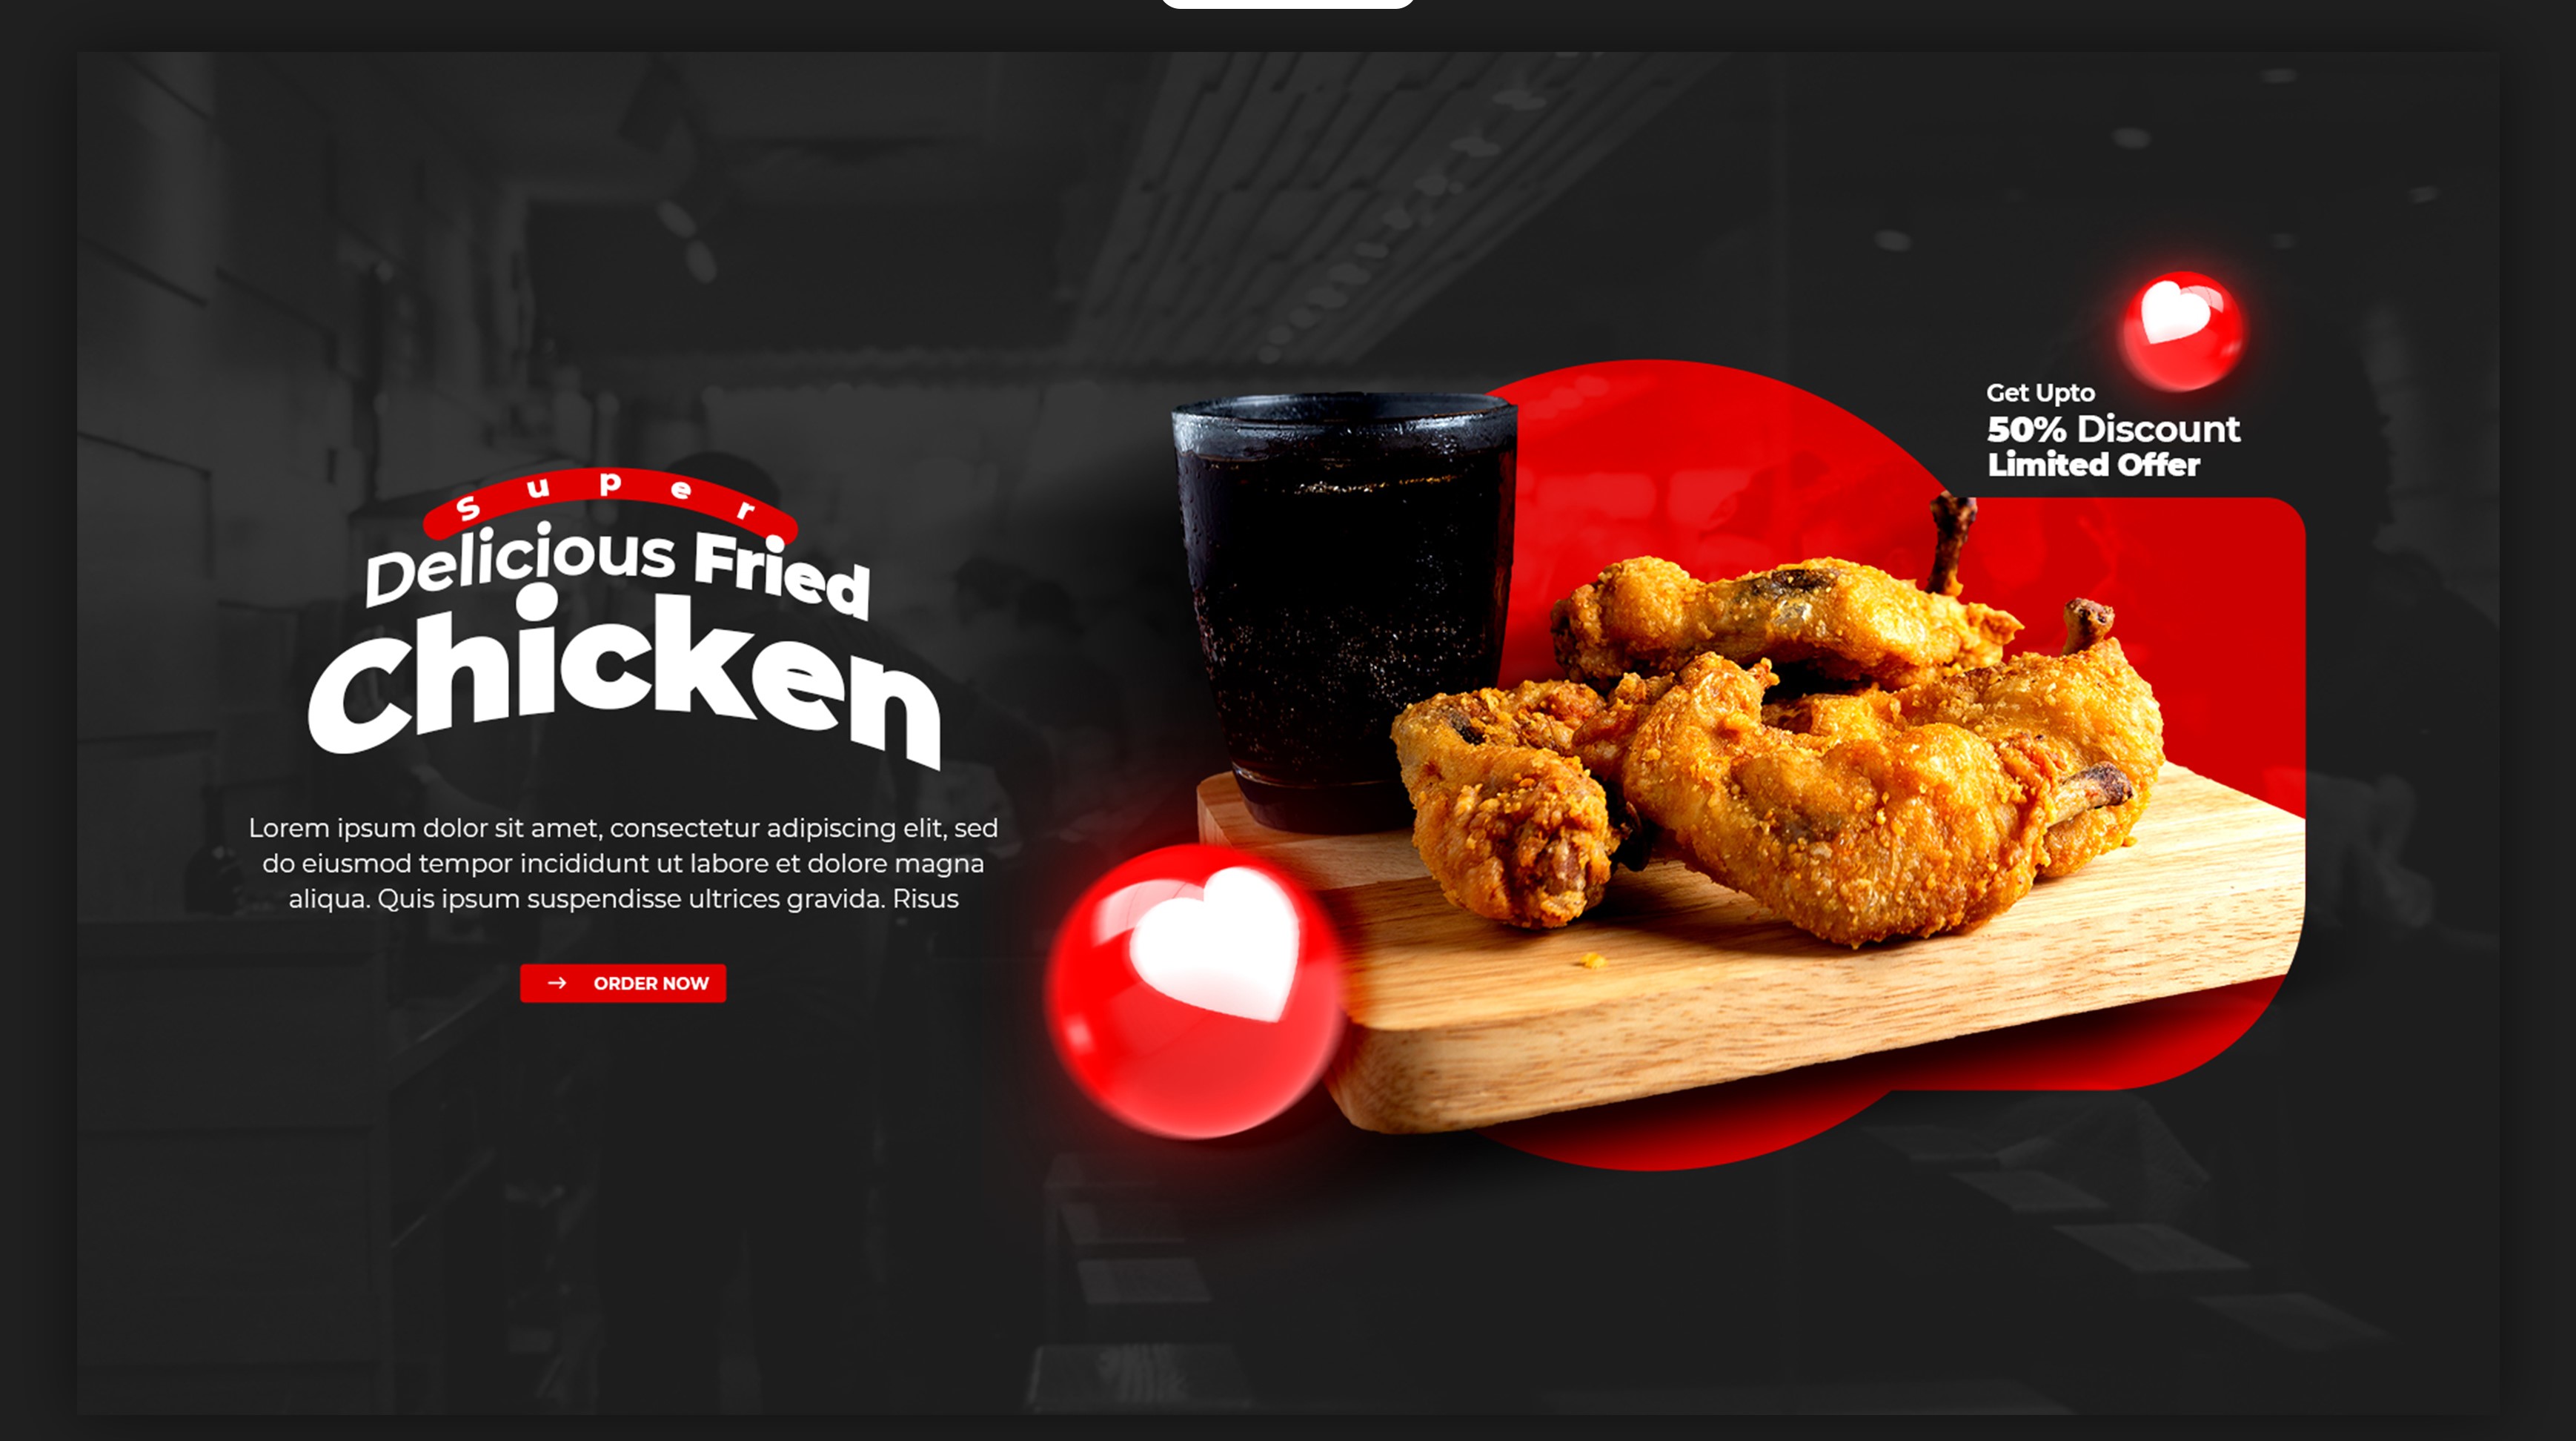 Super
Delicious Fried
chicken
Lorem ipsum dolor sit amet, consectetur adipiscing elit, sed
do eiusmod tempor incididunt ut labore et dolore magna
aliqua. Quis ipsum suspendisse ultrices gravida. Risus
→ ORDER NOW
Get Upto
50% Discount
Limited Offer